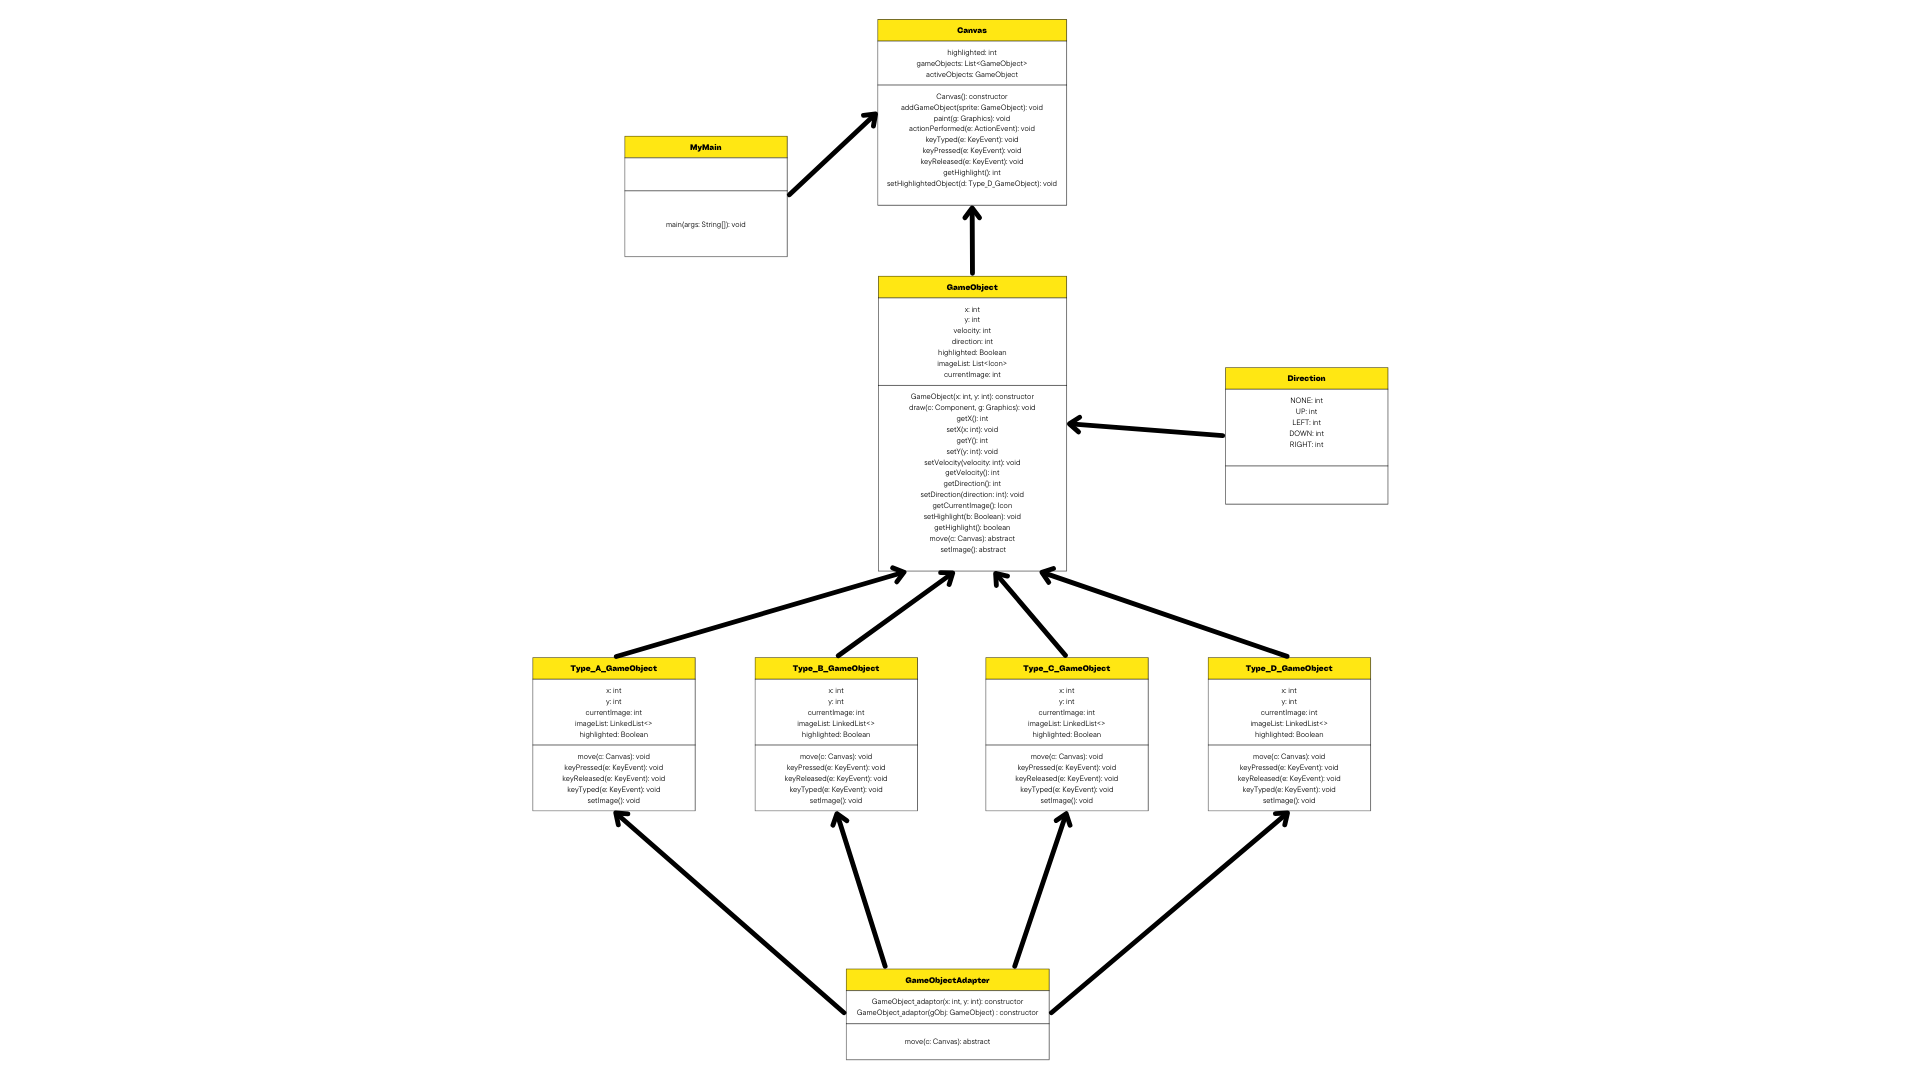 Canvas
highlighted: int
gameObjects: List<GameObject>
activeObjects: GameObject
Canvas(): constructor
addGameObject(sprite: GameObject): void
paint(g: Graphics): void
actionPerformed(e: ActionEvent): void
keyTyped(e: KeyEvent): void
keyPressed(e: KeyEvent): void
keyReleased(e: KeyEvent): void
getHighlight(): int
setHighlightedObject(d: Type_D_GameObject): void
MyMain
main(args: String[]): void
GameObject
x: int
y: int
velocity: int
direction: int
highlighted: Boolean
imageList: List<Icon>
currentImage: int
GameObject(x: int, y: int): constructor
draw(c: Component, g: Graphics): void
getX(): int
setX(x: int): void
getY(): int
setY(y: int): void
setVelocity(velocity: int): void
getVelocity(): int
getDirection(): int
setDirection(direction: int): void
getCurrentImage(): Icon
setHighlight(b: Boolean): void
getHighlight(): boolean
move(c: Canvas): abstract
setImage(): abstract
Direction
NONE: int
UP: int
LEFT: int
DOWN: int
RIGHT: int
Type_A_GameObject
x: int
y: int
currentImage: int
imageList: LinkedList<>
highlighted: Boolean
move(c: Canvas): void
keyPressed(e: KeyEvent): void
keyReleased(e: KeyEvent): void
keyTyped(e: KeyEvent): void
setImage(): void
Type_B_GameObject
x: int
y: int
currentImage: int
imageList: LinkedList<>
highlighted: Boolean
move(c: Canvas): void
keyPressed(e: KeyEvent): void
keyReleased(e: KeyEvent): void
keyTyped(e: KeyEvent): void
setImage(): void
Type_C_GameObject
x: int
y: int
currentImage: int
imageList: LinkedList<>
highlighted: Boolean
move(c: Canvas): void
keyPressed(e: KeyEvent): void
keyReleased(e: KeyEvent): void
keyTyped(e: KeyEvent): void
setImage(): void
Type_D_GameObject
x: int
y: int
currentImage: int
imageList: LinkedList<>
highlighted: Boolean
move(c: Canvas): void
keyPressed(e: KeyEvent): void
keyReleased(e: KeyEvent): void
keyTyped(e: KeyEvent): void
setImage(): void
GameObjectAdapter
GameObject_adaptor(x: int, y: int): constructor
GameObject_adaptor(gObj: GameObject) : constructor
move(c: Canvas): abstract